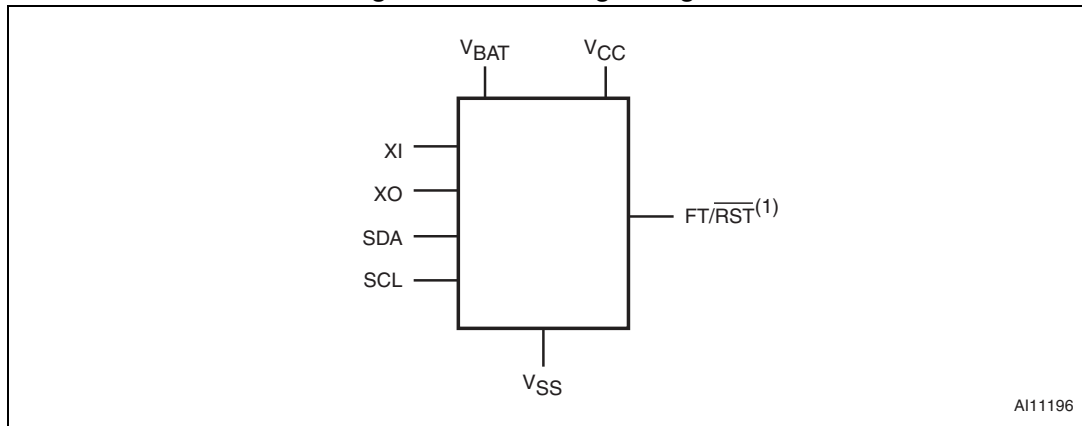 VBAT VCC
XI
XO
FT/RST(1)
SDA
SCL
VSS
AI11196